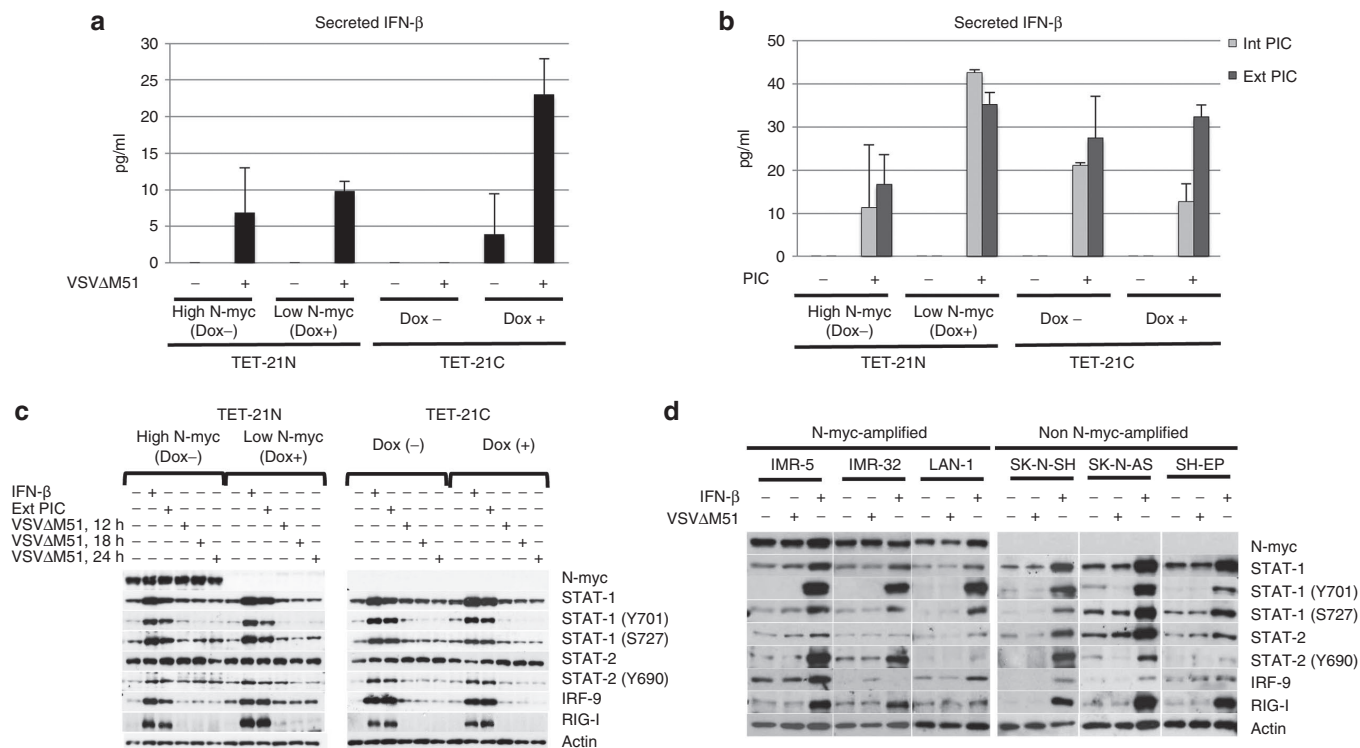 a
Secreted IFN-β
pg/ml
30
25
20
15
10
5
0
VSVΔM51 – + – + – + – +
High N-myc (Dox–)
Low N-myc (Dox+)
Dox –
Dox +
TET-21N
TET-21C
b
Secreted IFN-β
Int PIC
Ext PIC
pg/ml
50
40
30
20
10
0
PIC – + – + – + – +
High N-myc (Dox–)
Low N-myc (Dox+)
Dox –
Dox +
TET-21N
TET-21C
c
TET-21N
TET-21C
High N-myc (Dox–)
Low N-myc (Dox+)
Dox (–)
Dox (+)
IFN-β – + – – – – – + – – – – – + – – – – – + – – – –
Ext PIC – – + – – – – – + – – – – – + – – – – – + – – –
VSVΔM51, 12 h – – – + – – – – – + – – – – – + – – – – – + – –
VSVΔM51, 18 h – – – – + – – – – – + – – – – – + – – – – – + –
VSVΔM51, 24 h – – – – – + – – – – – + – – – – – + – – – – – +
N-myc
STAT-1
STAT-1 (Y701)
STAT-1 (S727)
STAT-2
STAT-2 (Y690)
IRF-9
RIG-I
Actin
d
N-myc-amplified
Non N-myc-amplified
IMR-5
IMR-32
LAN-1
SK-N-SH
SK-N-AS
SH-EP
IFN-β – – + – – + – – + – – + – – + – – +
VSVΔM51 – + – – + – – + – – + – – + – – + –
N-myc
STAT-1
STAT-1 (Y701)
STAT-1 (S727)
STAT-2
STAT-2 (Y690)
IRF-9
RIG-I
Actin